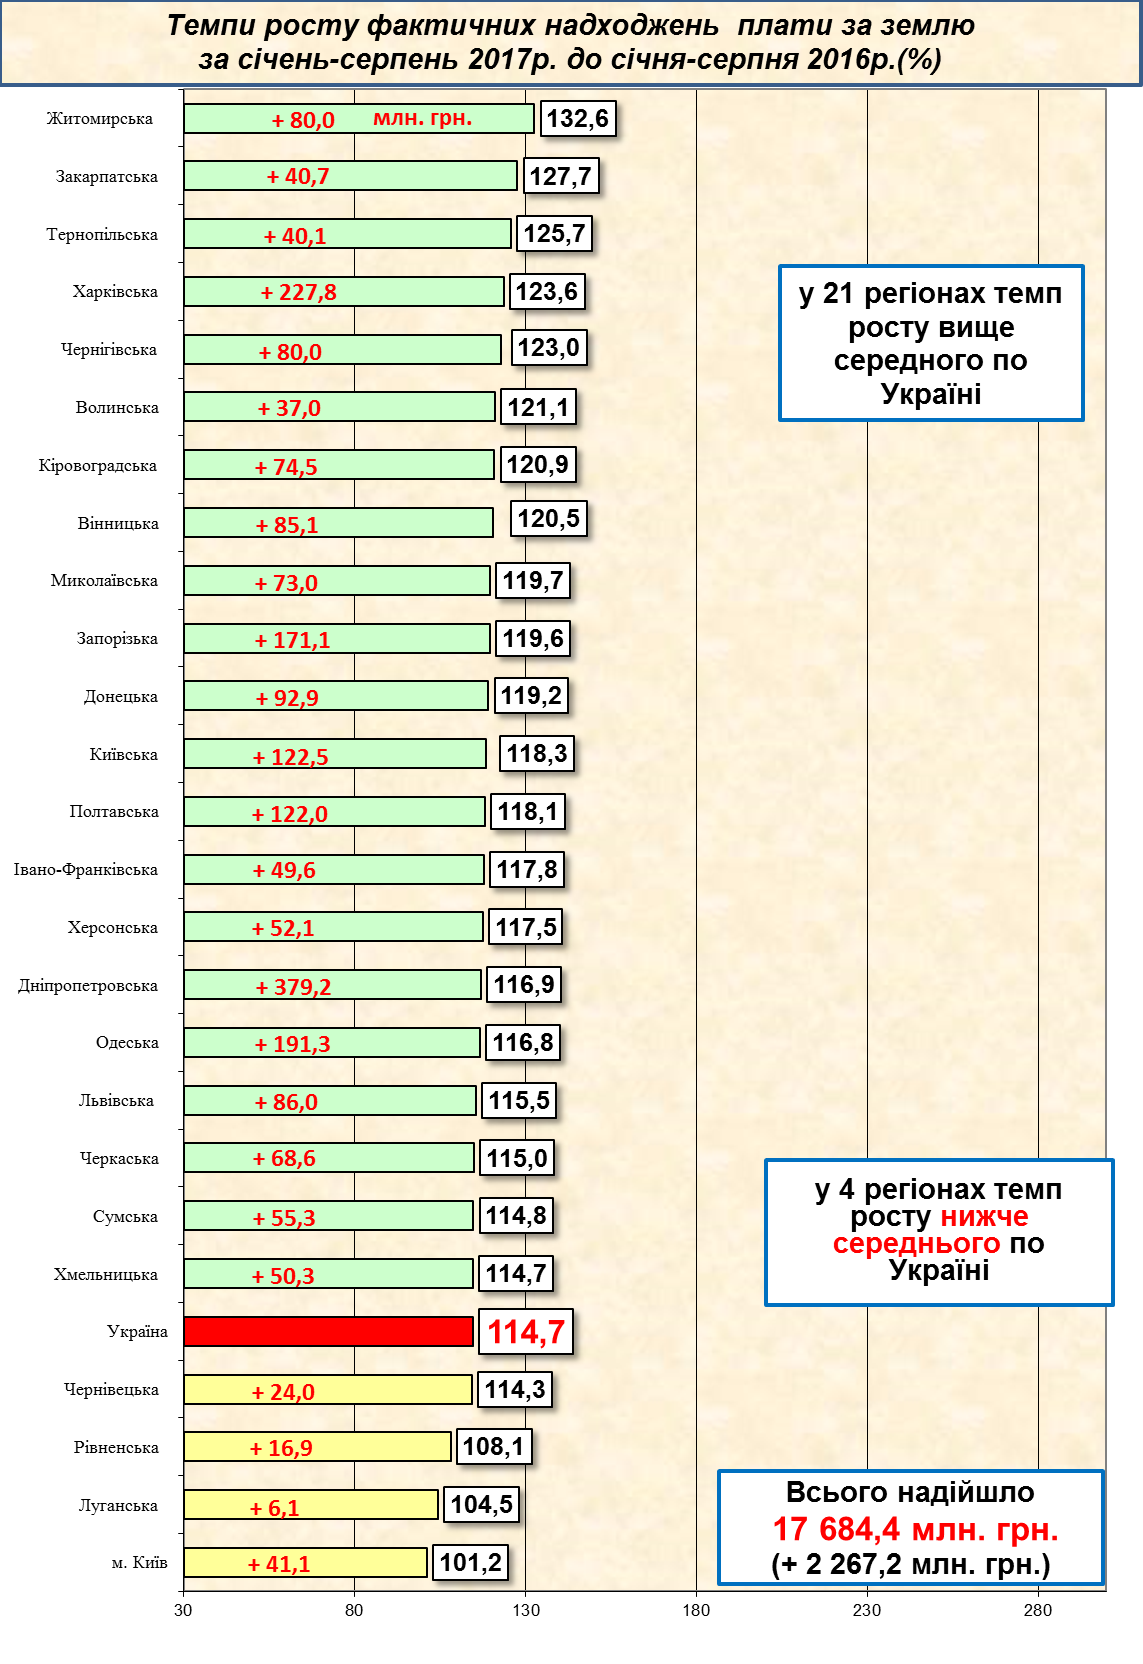 Темпи росту фактичних надходжень плати за землю
за січень-серпень 2017р. до січня-серпня 2016р.(%)
Житомирська + 80,0 млн. грн. 132,6
Закарпатська + 40,7 127,7
Тернопільська + 40,1 125,7
Харківська + 227,8 123,6
Чернігівська + 80,0 123,0
Волинська + 37,0 121,1
Кіровоградська + 74,5 120,9
Вінницька + 85,1 120,5
Миколаївська + 73,0 119,7
Запорізька + 171,1 119,6
Донецька + 92,9 119,2
Київська + 122,5 118,3
Полтавська + 122,0 118,1
Івано-Франківська + 49,6 117,8
Херсонська + 52,1 117,5
Дніпропетровська + 379,2 116,9
Одеська + 191,3 116,8
Львівська + 86,0 115,5
Черкаська + 68,6 115,0
Сумська + 55,3 114,8
Хмельницька + 50,3 114,7
Україна 114,7
Чернівецька + 24,0 114,3
Рівненська + 16,9 108,1
Луганська + 6,1 104,5
м. Київ + 41,1 101,2
30 80 130 180 230 280
у 21 регіонах темп
росту вище
середного по
Україні
у 4 регіонах темп
росту нижче
середнього по
Україні
Всього надійшло
17 684,4 млн. грн.
(+ 2 267,2 млн. грн.)